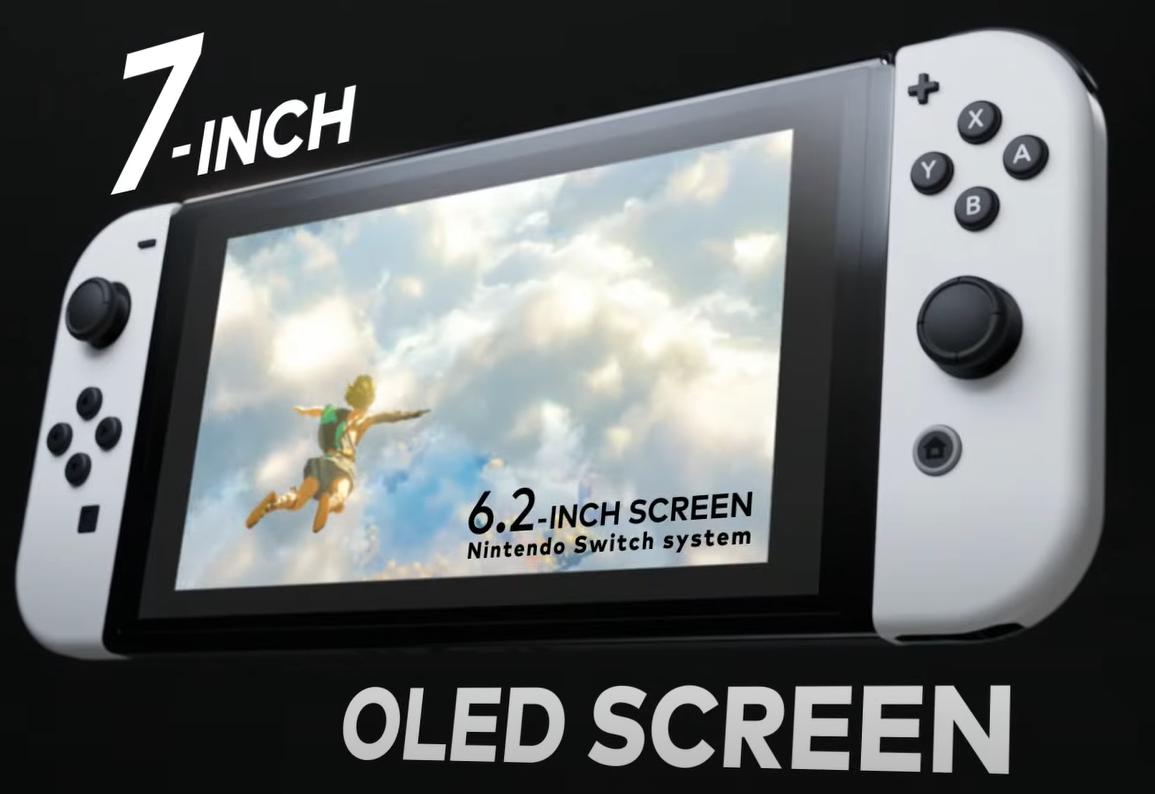 7-INCH
X
Y
A
B
6.2-INCH SCREEN
Nintendo Switch system
OLED SCREEN